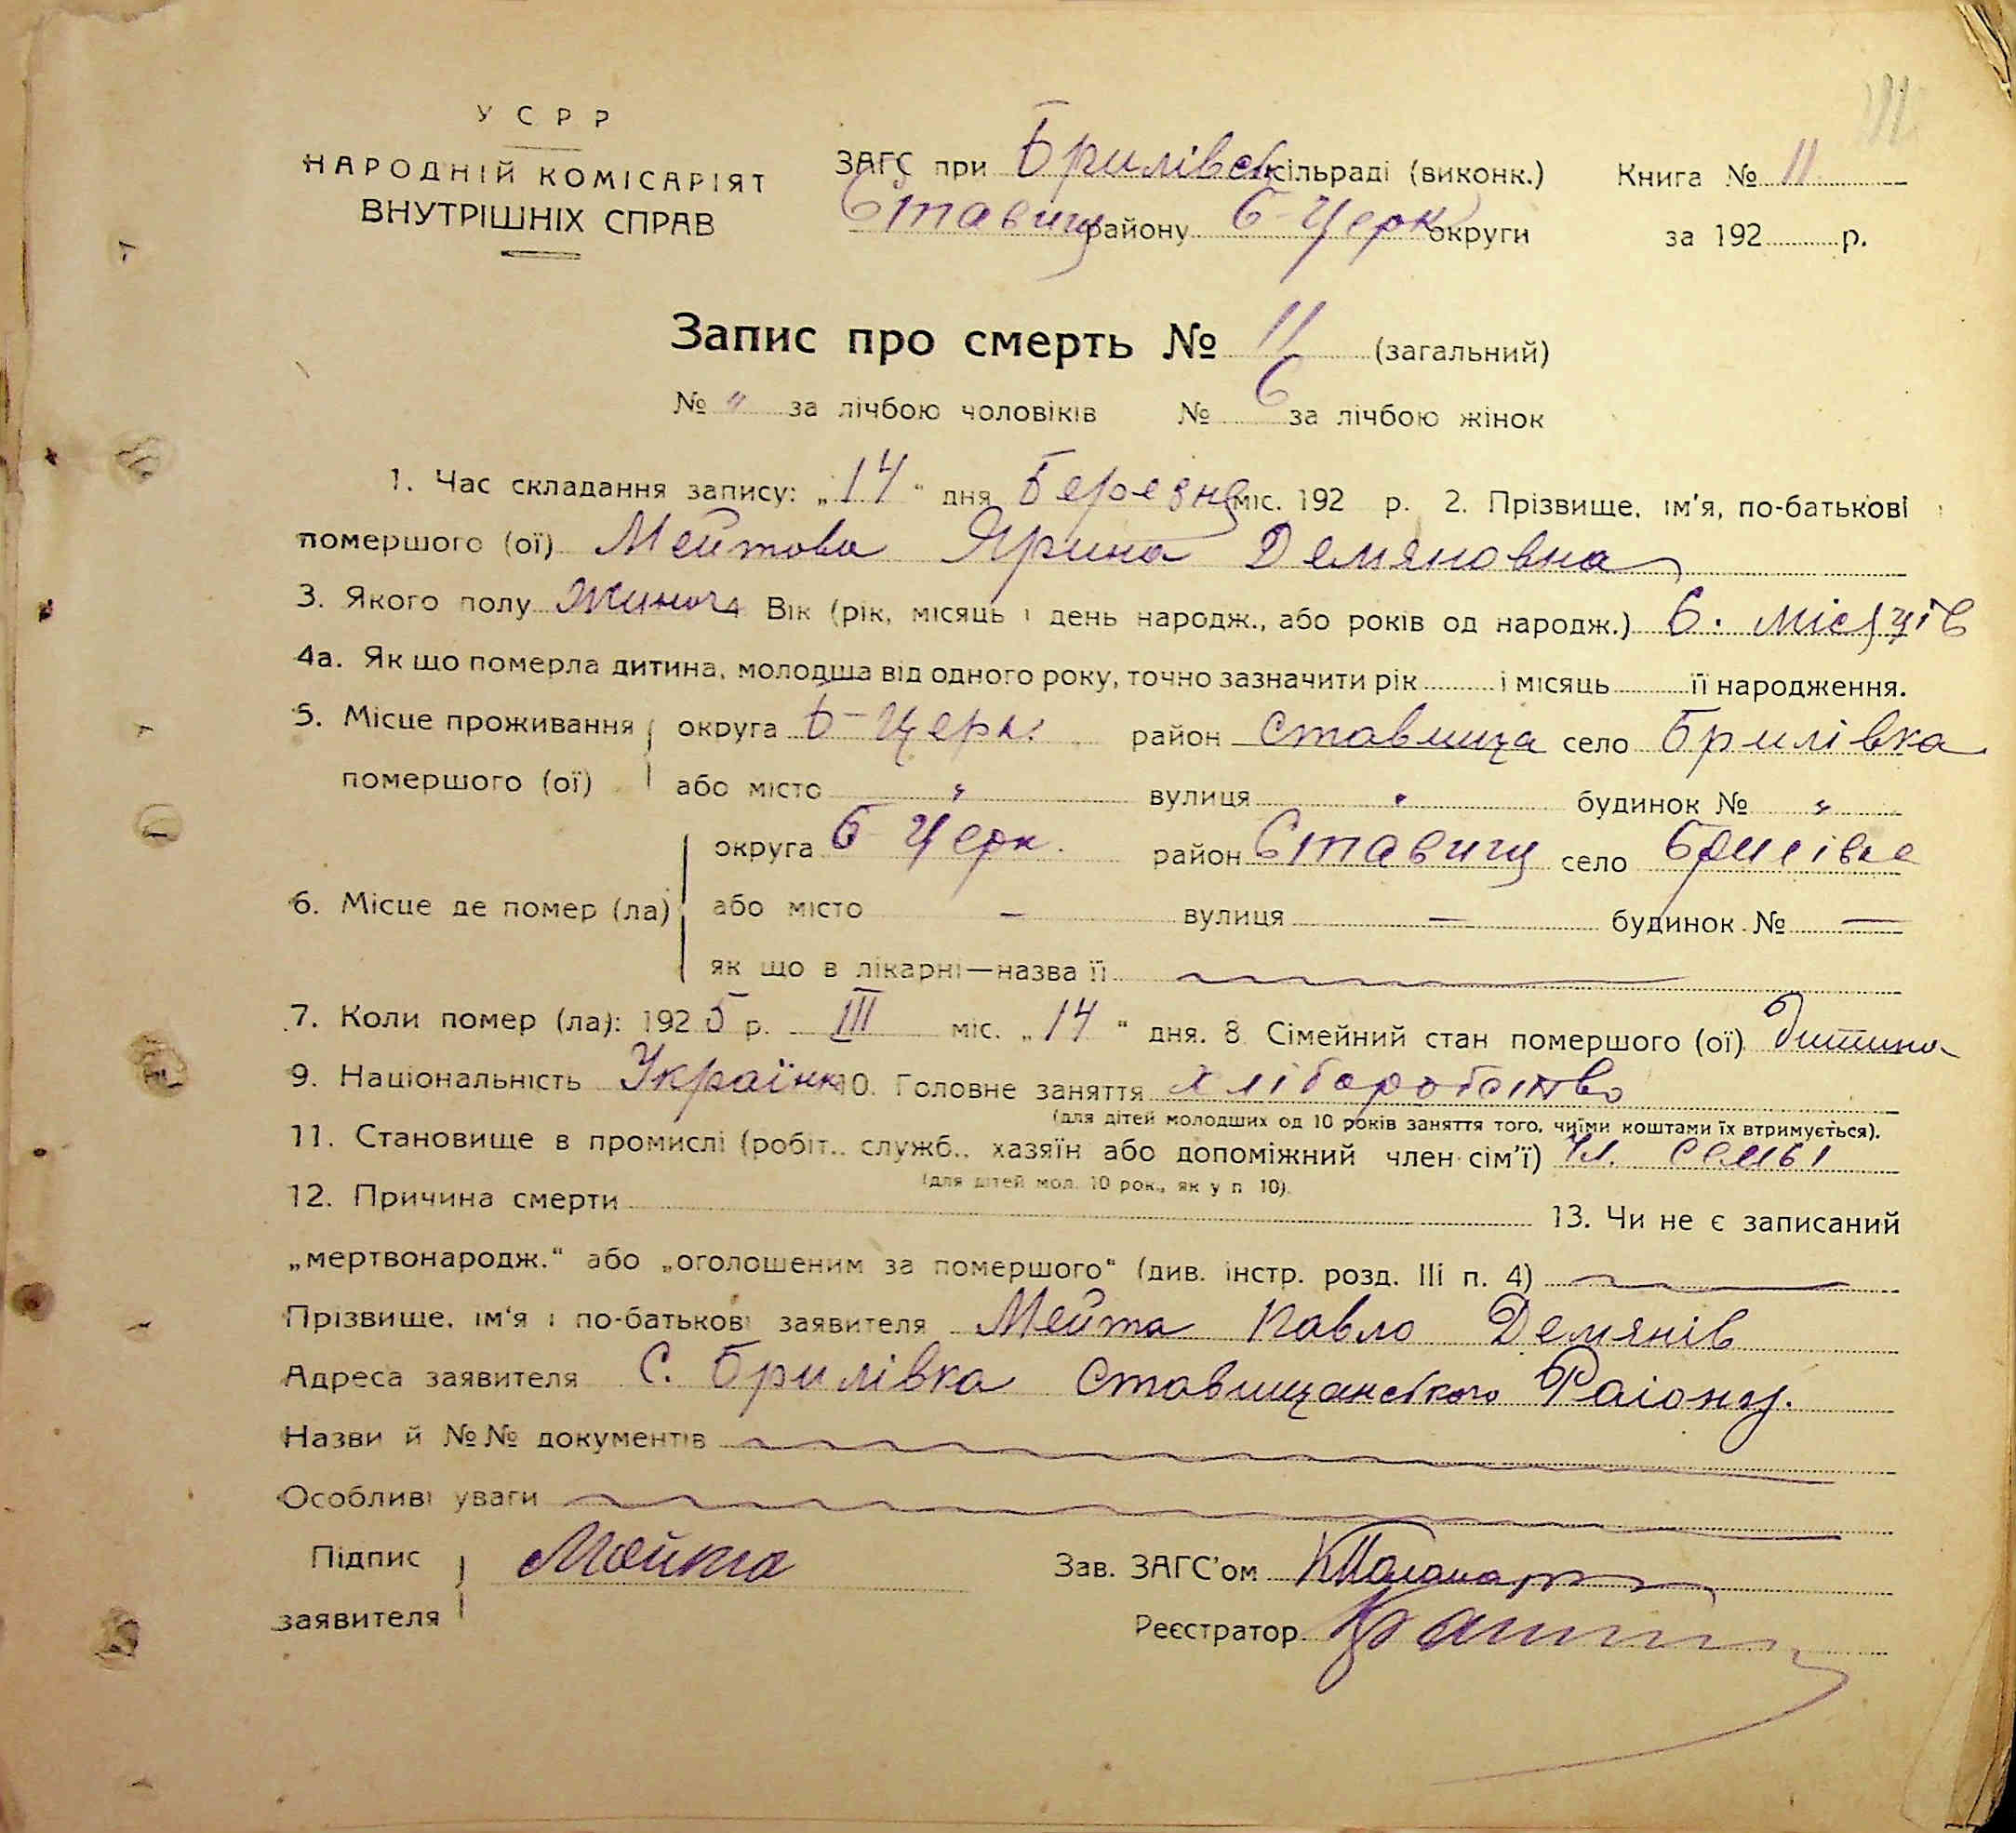 УСРР
НАРОДНІЙ КОМІСАРІЯТ
ВНУТРІШНІХ СПРАВ
ЗАГС при Брилівськ сільраді (виконк.)
Ставищ району Б-Церк округи
Книга № 11
за 192 р.
Запис про смерть № 11 (загальний)
№ " за лічбою чоловіків № 6 за лічбою жінок
1. Час складання запису: „14" дня Березня міс. 192 р. 2. Прізвище, ім'я, по-батькові
помершого (ої) Мейтова Ярина Демяновна
3. Якого полу жиноч 4 Вік (рік, місяць і день народж., або років од народж.) 6. місяців
4а. Як що померла дитина, молодша від одного року, точно зазначити рік і місяць її народження.
5. Місце проживання округа Б-Церк. район Ставища село Брилівка
помершого (ої) або місто " вулиця " будинок № "
округа Б Церк. район Ставищ село Брилівка
6. Місце де помер (ла) або місто — вулиця — будинок № —
як що в лікарні—назва її
7. Коли помер (ла): 1925 р. III міс. „14" дня. 8 Сімейний стан помершого (ої) Дитина
9. Національність Українк 10. Головне заняття хліборобство
(для дітей молодших од 10 років заняття того, чиїми коштами їх втримується).
11. Становище в промислі (робіт.. служб.. хазяїн або допоміжний член сім'ї) чл. семьї
(для дітей мол. 10 рок., як у п 10).
12. Причина смерти 13. Чи не є записаний
„мертвонародж." або „оголошеним за помершого" (див. інстр. розд. III п. 4)
Прізвище, ім'я і по-батькові заявителя Мейта Павло Демянів
Адреса заявителя С. Брилівка Ставищанського Раіону.
Назви й №№ документів
Особливі уваги
Підпис заявителя Мейта
Зав. ЗАГС'ом
Реєстратор